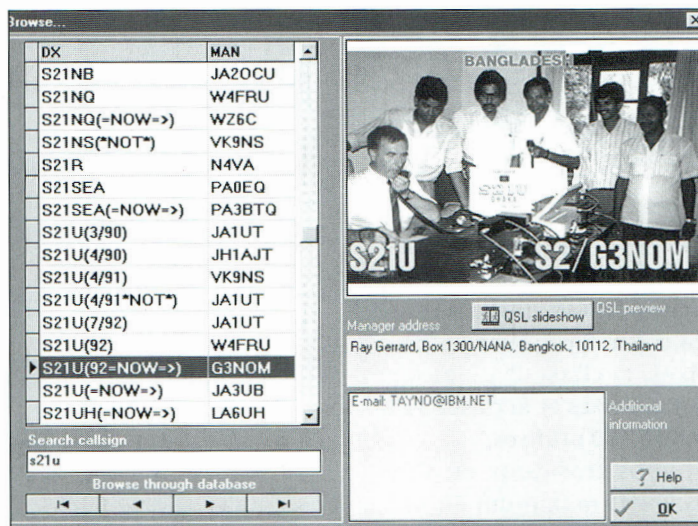 Browse...
DX MAN
S21NB JA2OCU
S21NQ W4FRU
S21NQ(=NOW=>) WZ6C
S21NS(*NOT*) VK9NS
S21R N4VA
S21SEA PA0EQ
S21SEA(=NOW=>) PA3BTQ
S21U(3/90) JA1UT
S21U(4/90) JH1AJT
S21U(4/91) VK9NS
S21U(4/91*NOT*) JA1UT
S21U(7/92) JA1UT
S21U(92) W4FRU
S21U(92=NOW=>) G3NOM
S21U(=NOW=>) JA3UB
S21UH(=NOW=>) LA6UH
Search callsign
s21u
Browse through database
BANGLADESH
S21U
DHAKA
S21U S2/G3NOM
QSL slideshow
QSL preview
Manager address
Ray Gerrard, Box 1300/NANA, Bangkok, 10112, Thailand
E-mail: TAYNO@IBM.NET
Additional
information
? Help
OK